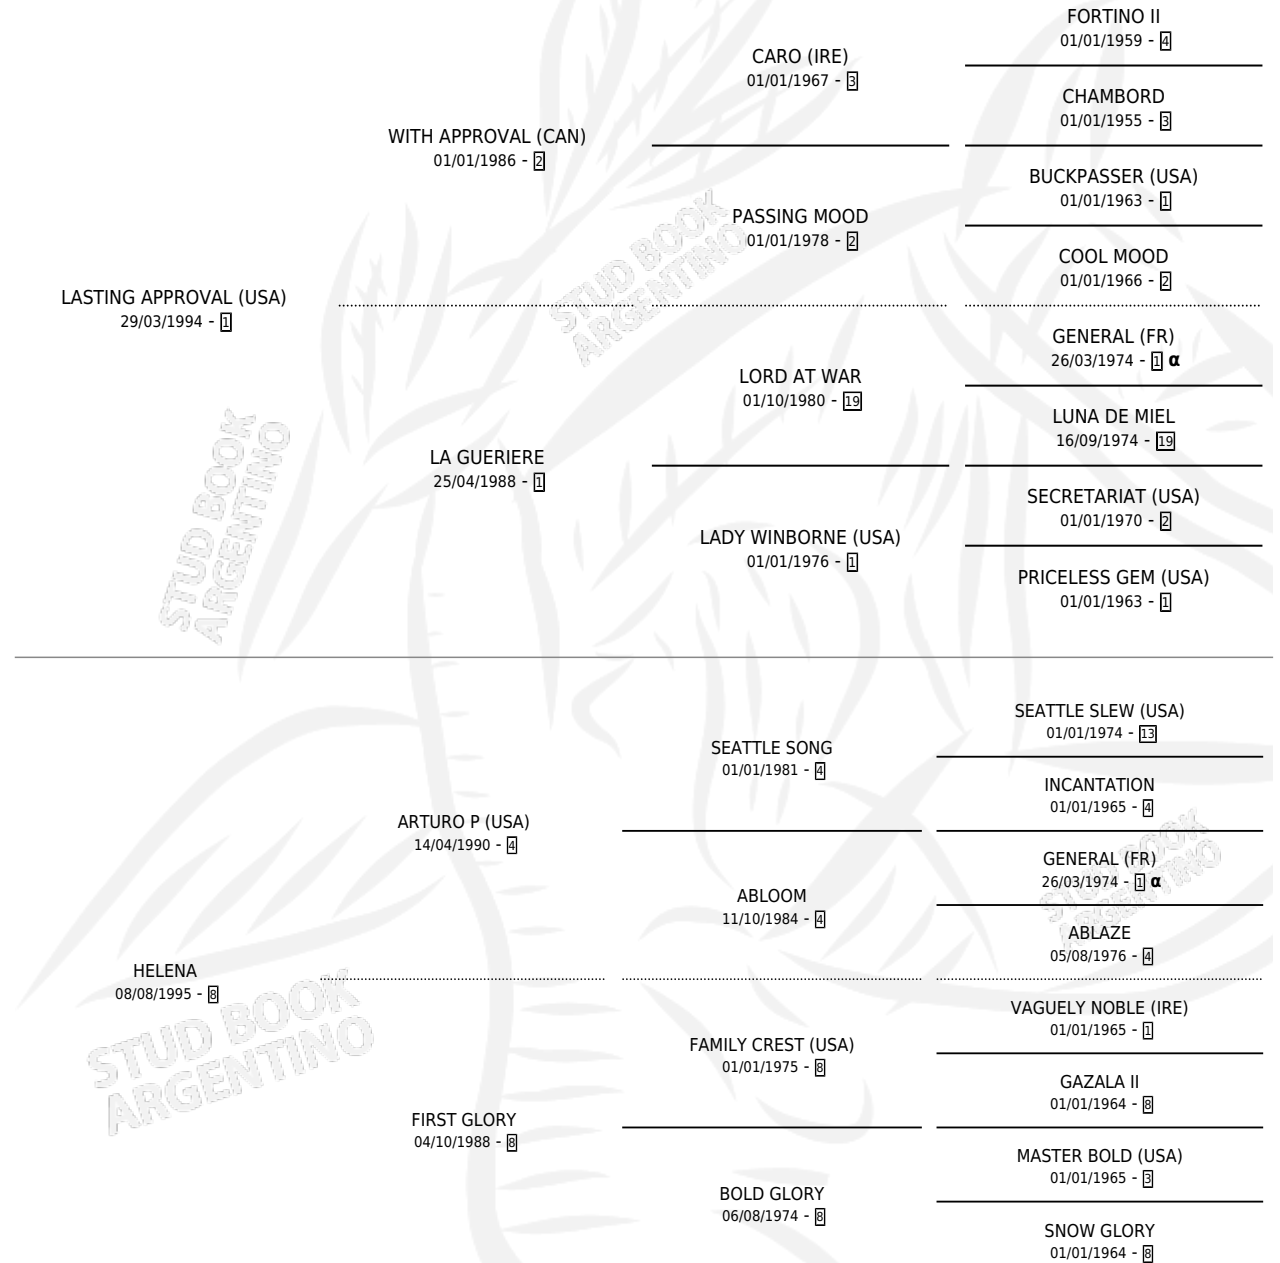 FORTINO II
01/01/1959 - 4
CARO (IRE)
01/01/1967 - 3
CHAMBORD
01/01/1955 - 3
WITH APPROVAL (CAN)
01/01/1986 - 2
BUCKPASSER (USA)
01/01/1963 - 1
PASSING MOOD
01/01/1978 - 2
COOL MOOD
01/01/1966 - 2
LASTING APPROVAL (USA)
29/03/1994 - 1
GENERAL (FR)
26/03/1974 - 1 α
LORD AT WAR
01/10/1980 - 19
LUNA DE MIEL
16/09/1974 - 19
LA GUERIERE
25/04/1988 - 1
SECRETARIAT (USA)
01/01/1970 - 2
LADY WINBORNE (USA)
01/01/1976 - 1
PRICELESS GEM (USA)
01/01/1963 - 1
STUD BOOK
ARGENTINO
STUD BOOK
ARGENTINO
SEATTLE SLEW (USA)
01/01/1974 - 13
SEATTLE SONG
01/01/1981 - 4
INCANTATION
01/01/1965 - 4
ARTURO P (USA)
14/04/1990 - 4
GENERAL (FR)
26/03/1974 - 1 α
ABLOOM
11/10/1984 - 4
ABLAZE
05/08/1976 - 4
HELENA
08/08/1995 - 8
VAGUELY NOBLE (IRE)
01/01/1965 - 1
FAMILY CREST (USA)
01/01/1975 - 8
GAZALA II
01/01/1964 - 8
FIRST GLORY
04/10/1988 - 8
MASTER BOLD (USA)
01/01/1965 - 3
BOLD GLORY
06/08/1974 - 8
SNOW GLORY
01/01/1964 - 8
STUD BOOK
ARGENTINO
STUD BOOK
ARGENTINO